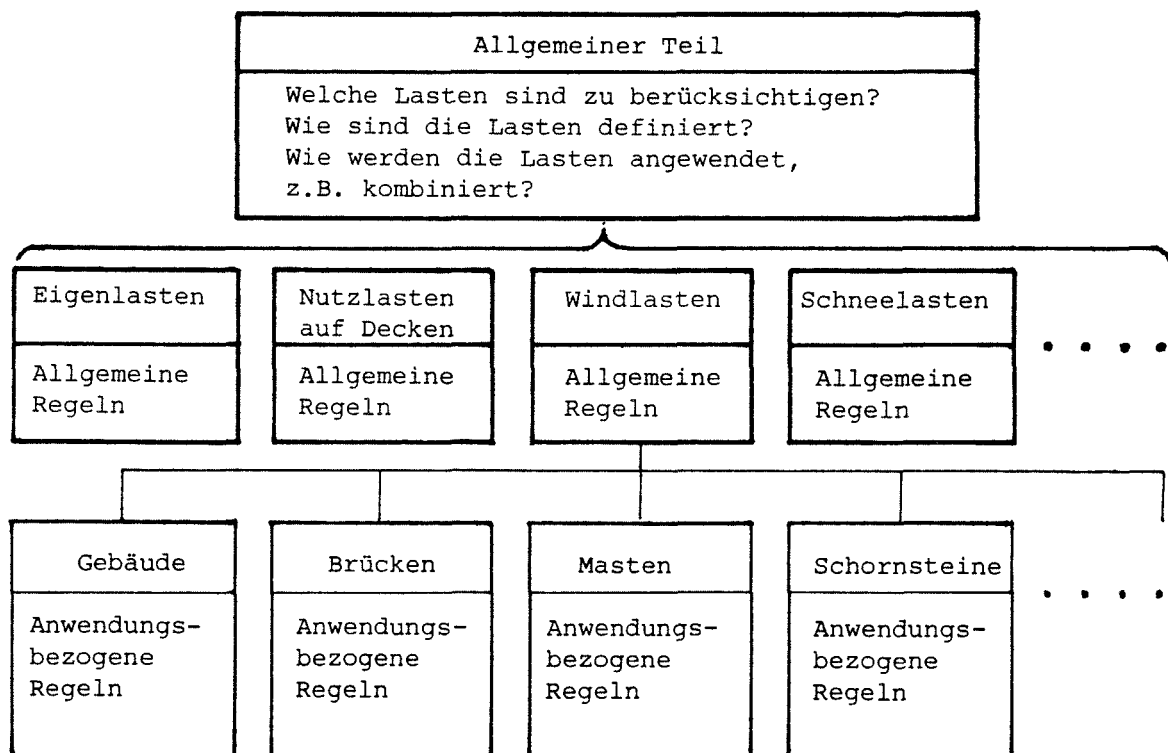 Allgemeiner Teil
Welche Lasten sind zu berücksichtigen?
Wie sind die Lasten definiert?
Wie werden die Lasten angewendet,
z.B. kombiniert?
Eigenlasten
Allgemeine
Regeln
Nutzlasten
auf Decken
Allgemeine
Regeln
Windlasten
Allgemeine
Regeln
Schneelasten
Allgemeine
Regeln
. . . .
Gebäude
Anwendungs-
bezogene
Regeln
Brücken
Anwendungs-
bezogene
Regeln
Masten
Anwendungs-
bezogene
Regeln
Schornsteine
Anwendungs-
bezogene
Regeln
. . . .